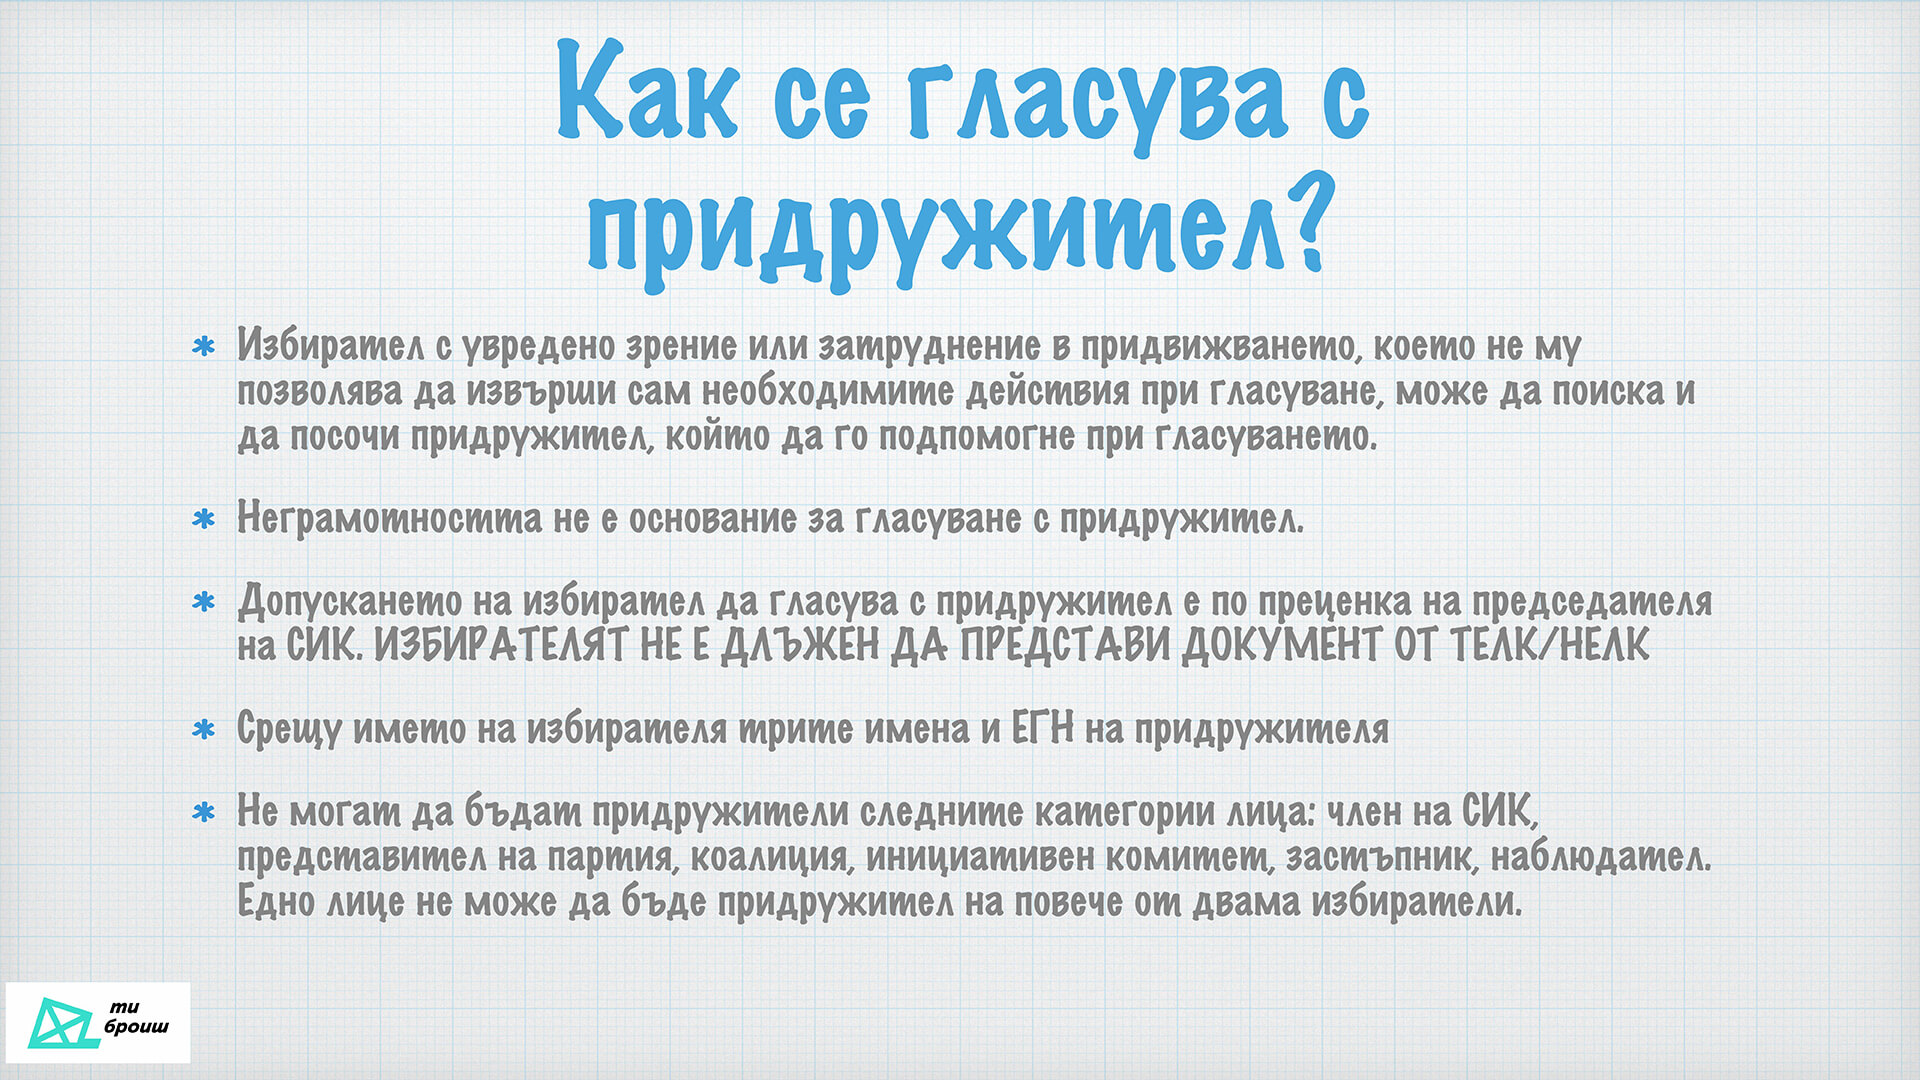 Как се гласува с
придружител?
* Избирател с увредено зрение или затруднение в придвижването, което не му
позволява да извърши сам необходимите действия при гласуване, може да поиска и
да посочи придружител, който да го подпомогне при гласуването.
* Неграмотността не е основание за гласуване с придружител.
* Допускането на избирател да гласува с придружител е по преценка на председателя
на СИК. ИЗБИРАТЕЛЯТ НЕ Е ДЛЪЖЕН ДА ПРЕДСТАВИ ДОКУМЕНТ ОТ ТЕЛК/НЕЛК
* Срещу името на избирателя трите имена и ЕГН на придружителя
* Не могат да бъдат придружители следните категории лица: член на СИК,
представител на партия, коалиция, инициативен комитет, застъпник, наблюдател.
Едно лице не може да бъде придружител на повече от двама избиратели.
ти
броиш